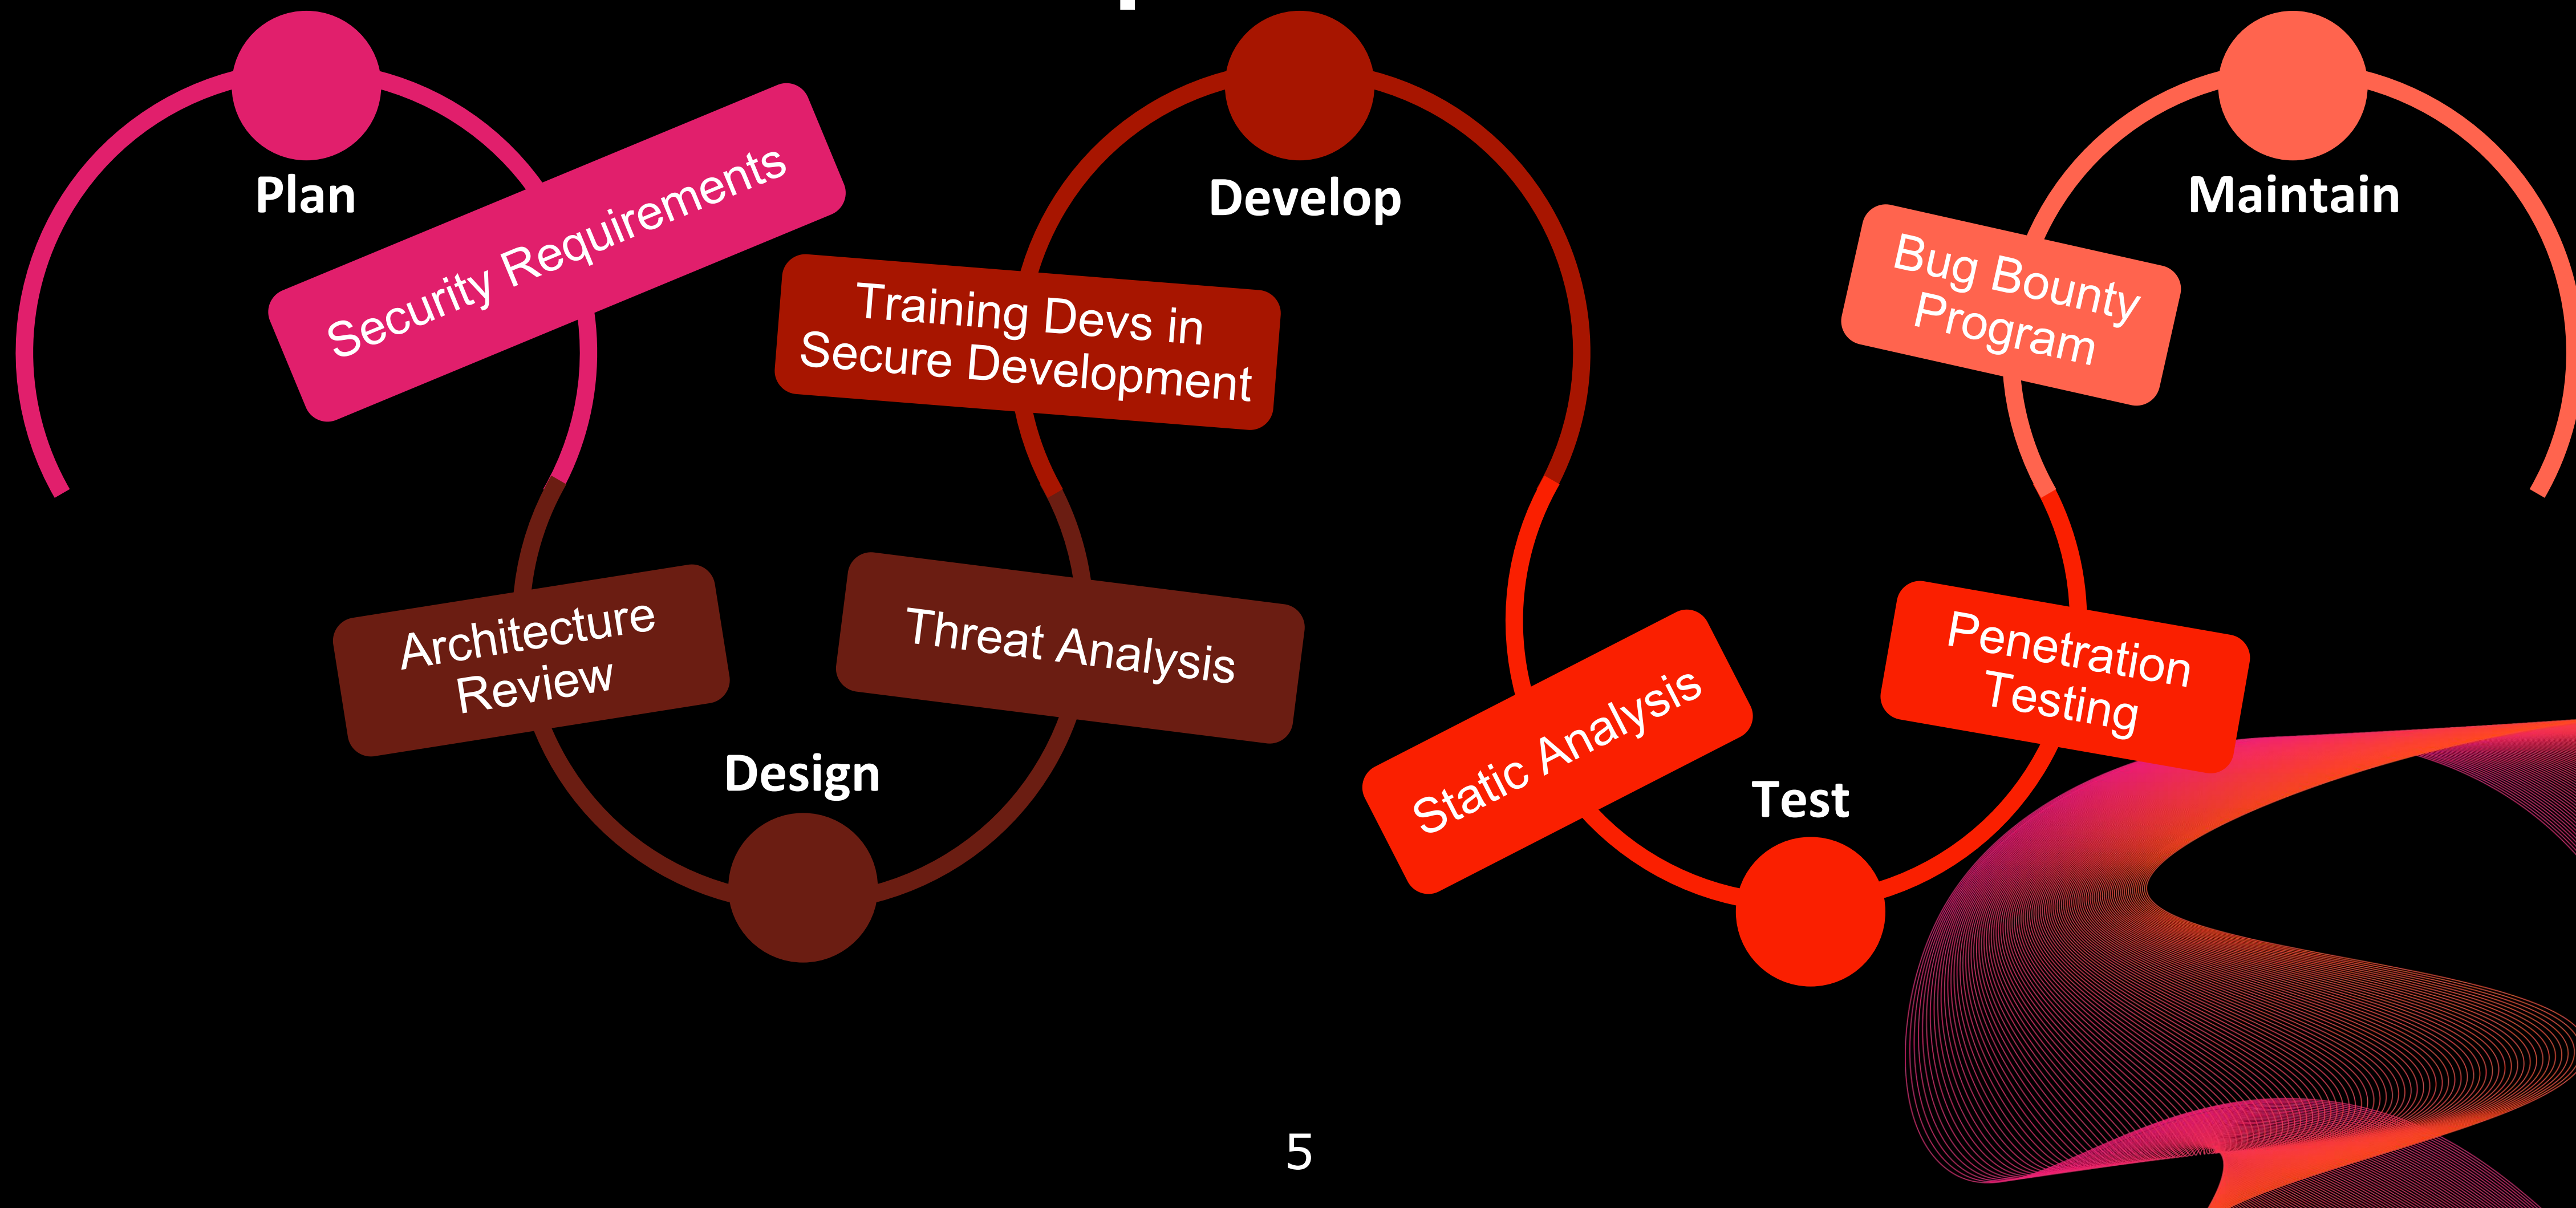 Plan
Security Requirements
Architecture
Review
Design
Threat Analysis
Training Devs in
Secure Development
Develop
Static Analysis
Test
Penetration
Testing
Bug Bounty
Program
Maintain
5